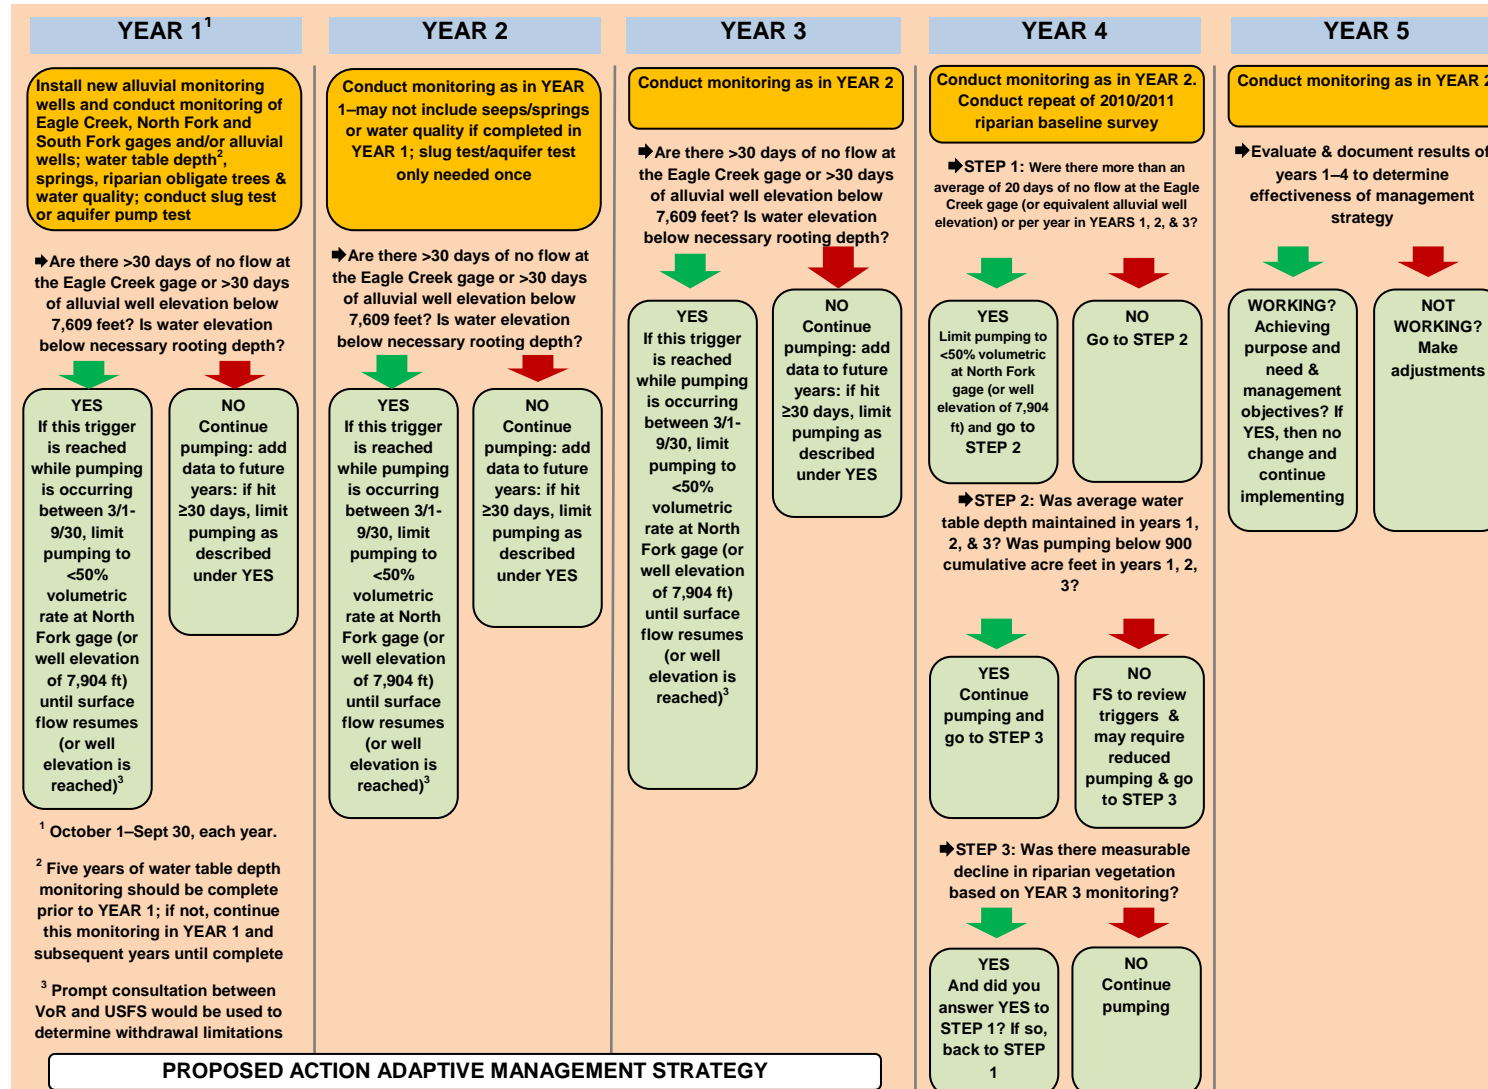 YEAR 1¹
Install new alluvial monitoring
wells and conduct monitoring of
Eagle Creek, North Fork and
South Fork gages and/or alluvial
wells; water table depth²,
springs, riparian obligate trees &
water quality; conduct slug test
or aquifer pump test
➡Are there >30 days of no flow at
the Eagle Creek gage or >30 days
of alluvial well elevation below
7,609 feet? Is water elevation
below necessary rooting depth?
YES
If this trigger
is reached
while pumping
is occurring
between 3/1-
9/30, limit
pumping to
<50%
volumetric
rate at North
Fork gage (or
well elevation
of 7,904 ft)
until surface
flow resumes
(or well
elevation is
reached)³
NO
Continue
pumping: add
data to future
years: if hit
≥30 days, limit
pumping as
described
under YES
¹ October 1–Sept 30, each year.
² Five years of water table depth
monitoring should be complete
prior to YEAR 1; if not, continue
this monitoring in YEAR 1 and
subsequent years until complete
³ Prompt consultation between
VoR and USFS would be used to
determine withdrawal limitations
YEAR 2
Conduct monitoring as in YEAR
1–may not include seeps/springs
or water quality if completed in
YEAR 1; slug test/aquifer test
only needed once
➡Are there >30 days of no flow at
the Eagle Creek gage or >30 days
of alluvial well elevation below
7,609 feet? Is water elevation
below necessary rooting depth?
YES
If this trigger
is reached
while pumping
is occurring
between 3/1-
9/30, limit
pumping to
<50%
volumetric
rate at North
Fork gage (or
well elevation
of 7,904 ft)
until surface
flow resumes
(or well
elevation is
reached)³
NO
Continue
pumping: add
data to future
years: if hit
≥30 days, limit
pumping as
described
under YES
YEAR 3
Conduct monitoring as in YEAR 2
➡Are there >30 days of no flow at
the Eagle Creek gage or >30 days
of alluvial well elevation below
7,609 feet? Is water elevation
below necessary rooting depth?
YES
If this trigger
is reached
while pumping
is occurring
between 3/1-
9/30, limit
pumping to
<50%
volumetric
rate at North
Fork gage (or
well elevation
of 7,904 ft)
until surface
flow resumes
(or well
elevation is
reached)³
NO
Continue
pumping: add
data to future
years: if hit
≥30 days, limit
pumping as
described
under YES
YEAR 4
Conduct monitoring as in YEAR 2.
Conduct repeat of 2010/2011
riparian baseline survey
➡STEP 1: Were there more than an
average of 20 days of no flow at the Eagle
Creek gage (or equivalent alluvial well
elevation) or per year in YEARS 1, 2, & 3?
YES
Limit pumping to
<50% volumetric
at North Fork
gage (or well
elevation of 7,904
ft) and go to
STEP 2
NO
Go to STEP 2
➡STEP 2: Was average water
table depth maintained in years 1,
2, & 3? Was pumping below 900
cumulative acre feet in years 1, 2,
3?
YES
Continue
pumping and
go to STEP 3
NO
FS to review
triggers &
may require
reduced
pumping & go
to STEP 3
➡STEP 3: Was there measurable
decline in riparian vegetation
based on YEAR 3 monitoring?
YES
And did you
answer YES to
STEP 1? If so,
back to STEP
1
NO
Continue
pumping
YEAR 5
Conduct monitoring as in YEAR 2
➡Evaluate & document results of
years 1–4 to determine
effectiveness of management
strategy
WORKING?
Achieving
purpose and
need &
management
objectives? If
YES, then no
change and
continue
implementing
NOT
WORKING?
Make
adjustments
PROPOSED ACTION ADAPTIVE MANAGEMENT STRATEGY